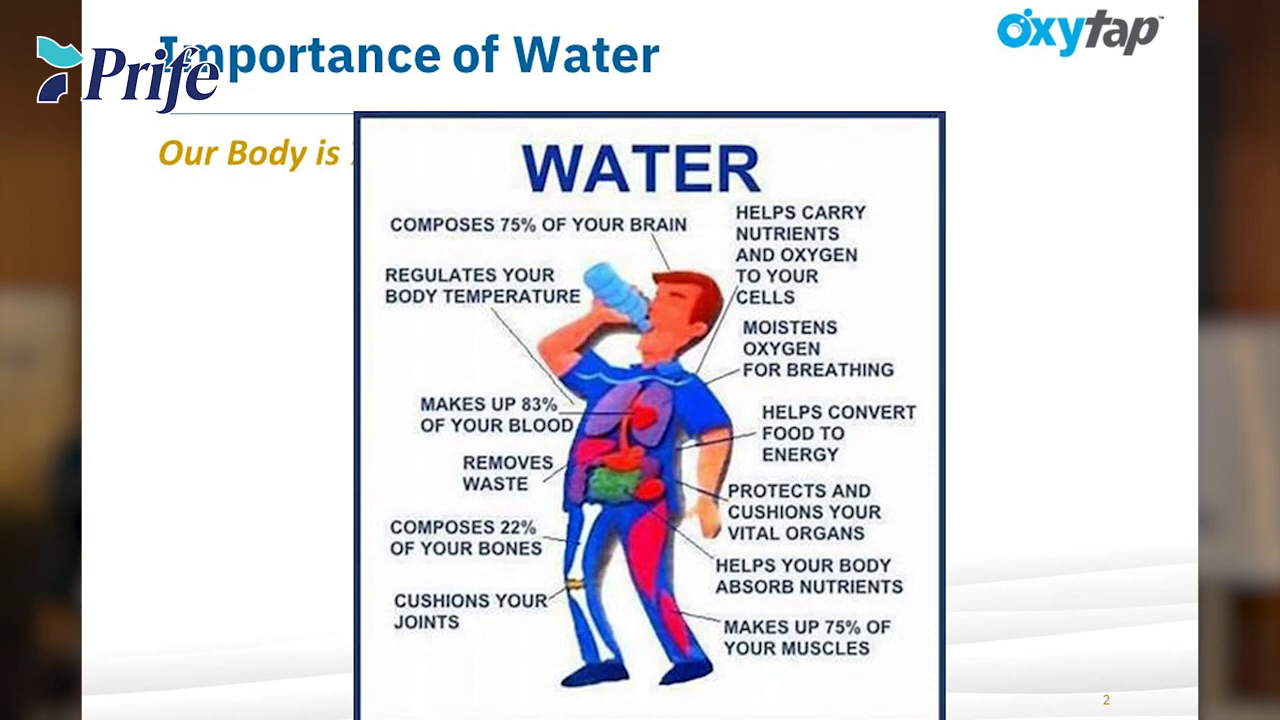 Prife
Importance of Water
oxytap™
Our Body is
WATER
COMPOSES 75% OF YOUR BRAIN
REGULATES YOUR
BODY TEMPERATURE
MAKES UP 83%
OF YOUR BLOOD
REMOVES
WASTE
COMPOSES 22%
OF YOUR BONES
CUSHIONS YOUR
JOINTS
HELPS CARRY
NUTRIENTS
AND OXYGEN
TO YOUR
CELLS
MOISTENS
OXYGEN
FOR BREATHING
HELPS CONVERT
FOOD TO
ENERGY
PROTECTS AND
CUSHIONS YOUR
VITAL ORGANS
HELPS YOUR BODY
ABSORB NUTRIENTS
MAKES UP 75% OF
YOUR MUSCLES
2